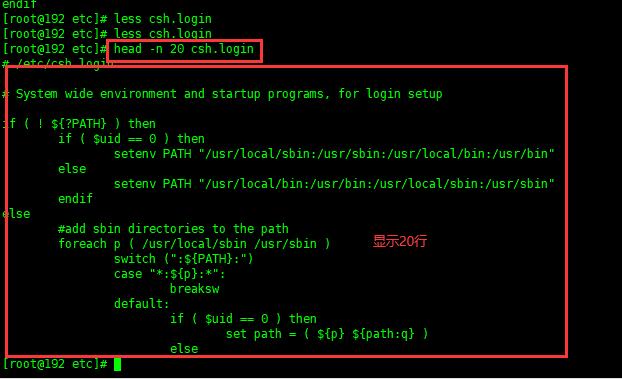 endif
[root@192 etc]# less csh.login
[root@192 etc]# less csh.login
[root@192 etc]# head -n 20 csh.login
# /etc/csh.login
# System wide environment and startup programs, for login setup
if ( ! ${?PATH} ) then
        if ( $uid == 0 ) then
                setenv PATH "/usr/local/sbin:/usr/sbin:/usr/local/bin:/usr/bin"
        else
                setenv PATH "/usr/local/bin:/usr/bin:/usr/local/sbin:/usr/sbin"
        endif
else
        #add sbin directories to the path
        foreach p ( /usr/local/sbin /usr/sbin )
显示20行
                switch (":${PATH}:")
                case "*:${p}:*":
                        breaksw
                default:
                        if ( $uid == 0 ) then
                                set path = ( ${p} ${path:q} )
                        else
[root@192 etc]#